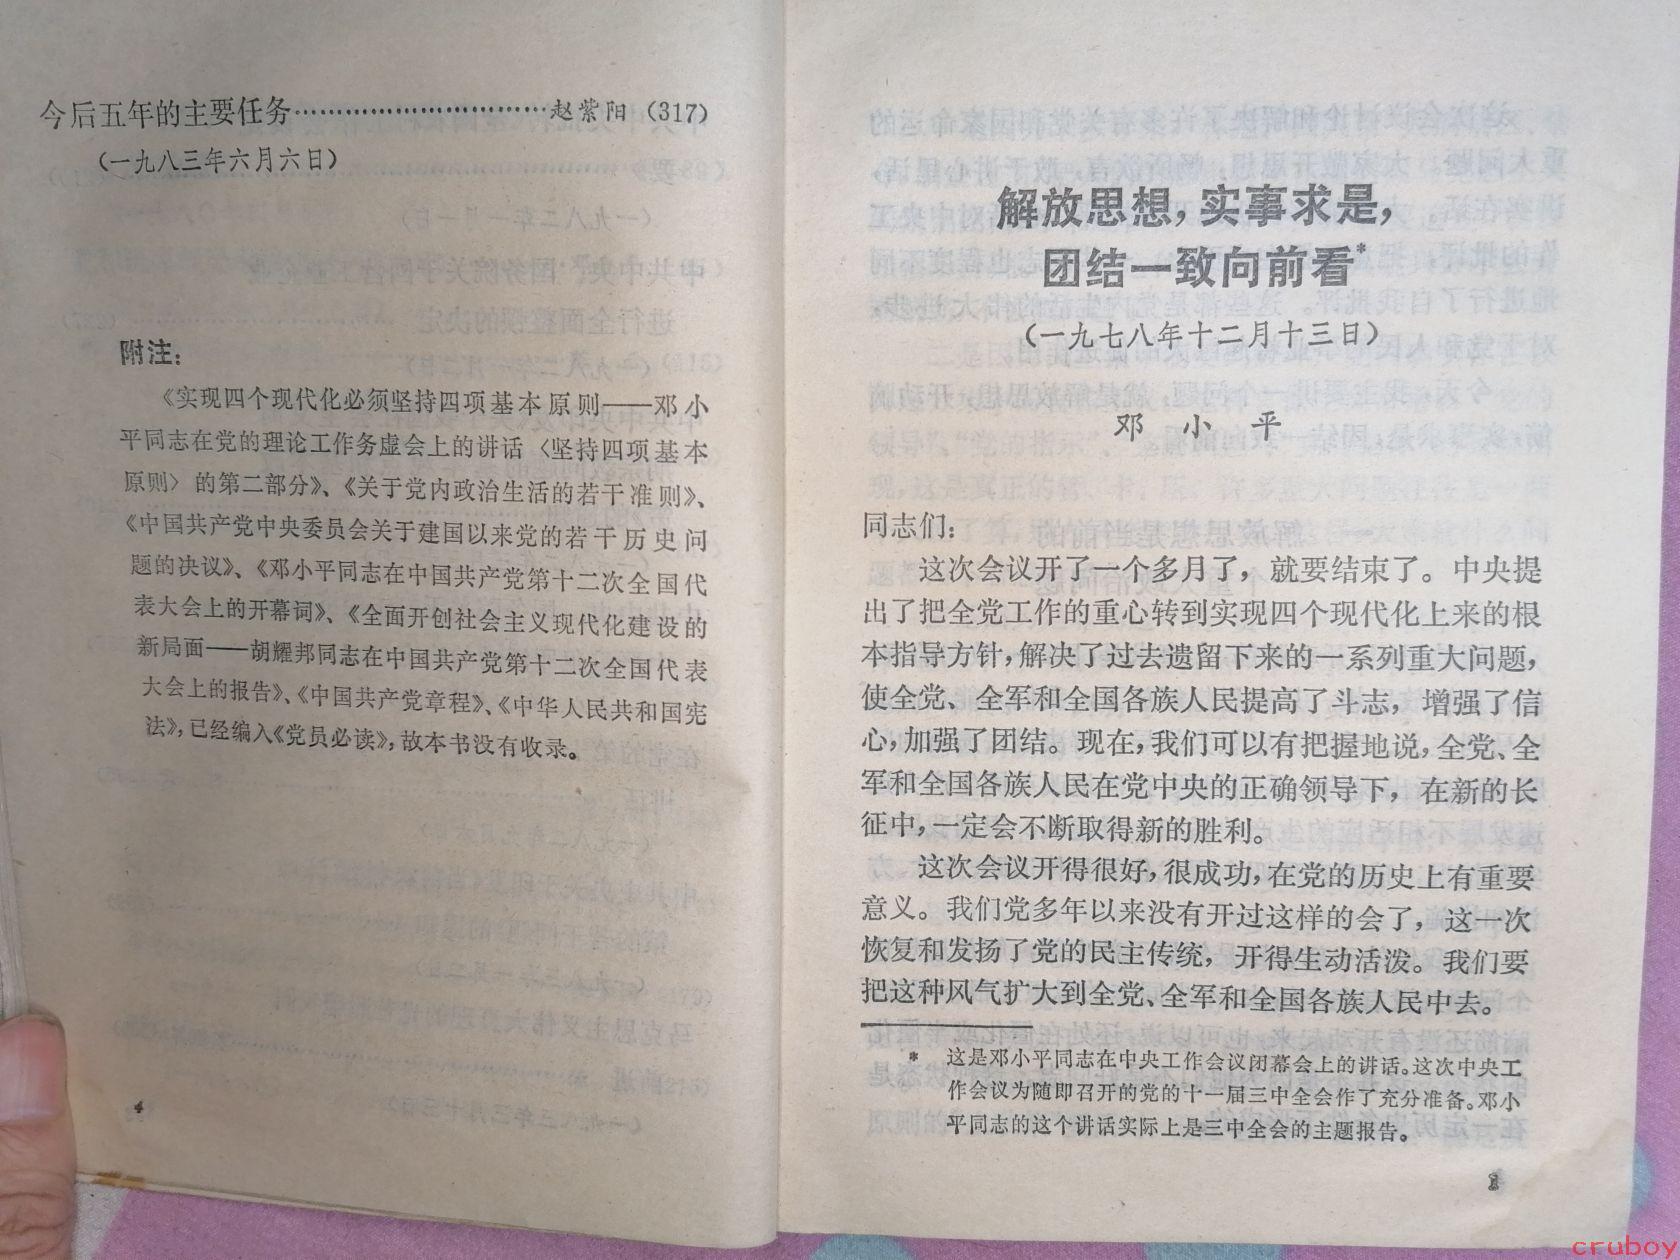 今后五年的主要任务……………………………赵紫阳（317）
（一九八三年六月六日）
附注：
《实现四个现代化必须坚持四项基本原则——邓小
平同志在党的理论工作务虚会上的讲话〈坚持四项基本
原则〉的第二部分》、《关于党内政治生活的若干准则》、
《中国共产党中央委员会关于建国以来党的若干历史问
题的决议》、《邓小平同志在中国共产党第十二次全国代
表大会上的开幕词》、《全面开创社会主义现代化建设的
新局面——胡耀邦同志在中国共产党第十二次全国代表
大会上的报告》、《中国共产党章程》、《中华人民共和国宪
法》，已经编入《党员必读》，故本书没有收录。
4
解放思想，实事求是，
团结一致向前看*
（一九七八年十二月十三日）
邓 小 平
同志们：
这次会议开了一个多月了，就要结束了。中央提
出了把全党工作的重心转到实现四个现代化上来的根
本指导方针，解决了过去遗留下来的一系列重大问题，
使全党、全军和全国各族人民提高了斗志，增强了信
心，加强了团结。现在，我们可以有把握地说，全党、全
军和全国各族人民在党中央的正确领导下，在新的长
征中，一定会不断取得新的胜利。
这次会议开得很好，很成功，在党的历史上有重要
意义。我们党多年以来没有开过这样的会了，这一次
恢复和发扬了党的民主传统，开得生动活泼。我们要
把这种风气扩大到全党、全军和全国各族人民中去。
* 这是邓小平同志在中央工作会议闭幕会上的讲话。这次中央工
作会议为随即召开的党的十一届三中全会作了充分准备。邓小
平同志的这个讲话实际上是三中全会的主题报告。
1
cruboy